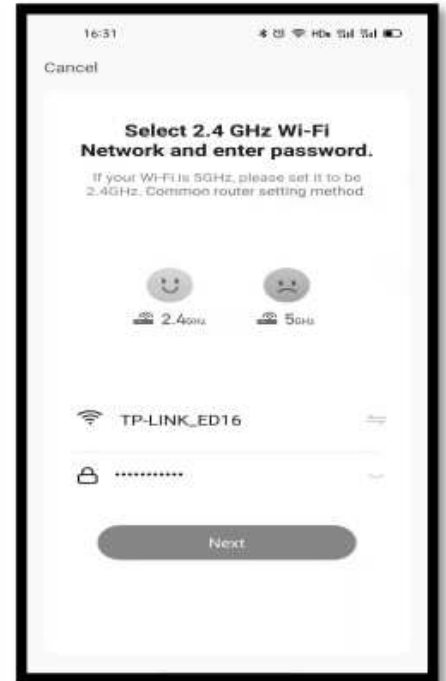 16:31
Cancel
Select 2.4 GHz Wi-Fi
Network and enter password.
If your Wi-Fi is 5GHz, please set it to be
2.4GHz. Common router setting method
2.4GHz 5GHz
TP-LINK_ED16
•••••••••••
Next